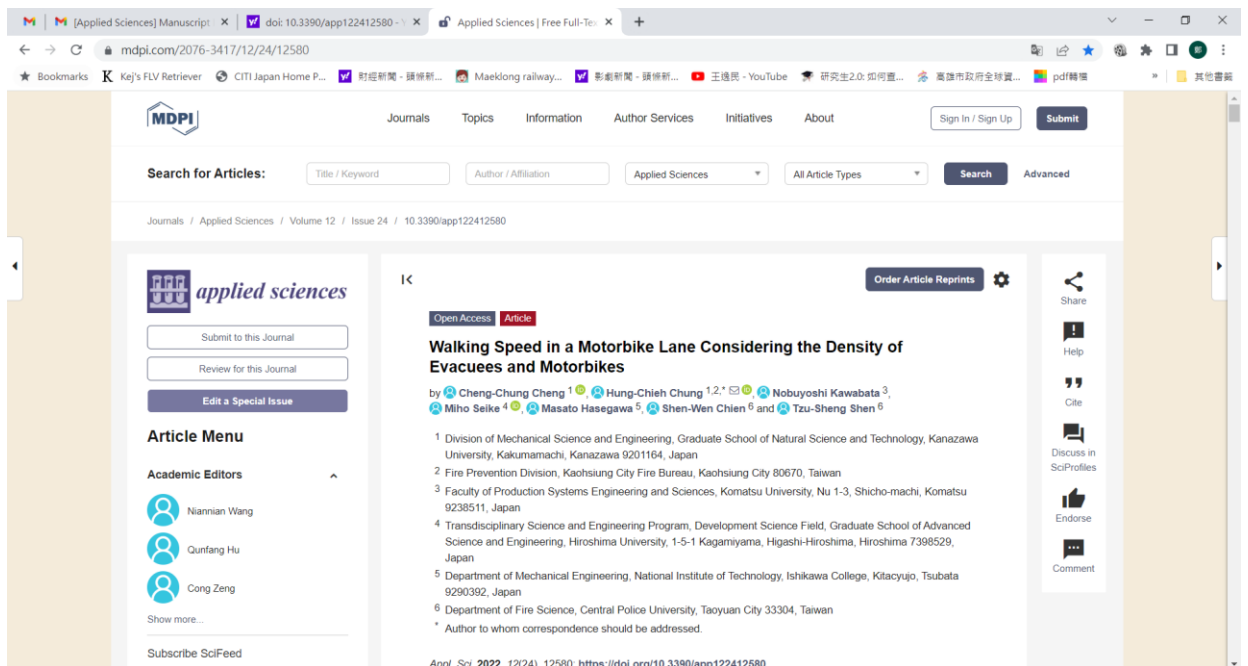 [Applied Sciences] Manuscript
doi: 10.3390/app122412580 -
Applied Sciences | Free Full-Tex
mdpi.com/2076-3417/12/24/12580
Bookmarks
Kej's FLV Retriever
CITI Japan Home P...
財經新聞 - 頭條新...
Maeklong railway...
影劇新聞 - 頭條新...
王逸民 - YouTube
研究生2.0: 如何查...
高雄市政府全球資...
pdf轉檔
»
其他書籤
MDPI
Journals Topics Information Author Services Initiatives About
Sign In / Sign Up
Submit
Search for Articles:
Title / Keyword
Author / Affiliation
Applied Sciences
All Article Types
Search
Advanced
Journals / Applied Sciences / Volume 12 / Issue 24 / 10.3390/app122412580
applied sciences
Submit to this Journal
Review for this Journal
Edit a Special Issue
Article Menu
Academic Editors
Niannian Wang
Qunfang Hu
Cong Zeng
Show more...
Subscribe SciFeed
Order Article Reprints
Open Access Article
Walking Speed in a Motorbike Lane Considering the Density of
Evacuees and Motorbikes
by Cheng-Chung Cheng 1, Hung-Chieh Chung 1,2,*, Nobuyoshi Kawabata 3,
Miho Seike 4, Masato Hasegawa 5, Shen-Wen Chien 6 and Tzu-Sheng Shen 6
1 Division of Mechanical Science and Engineering, Graduate School of Natural Science and Technology, Kanazawa
University, Kakumamachi, Kanazawa 9201164, Japan
2 Fire Prevention Division, Kaohsiung City Fire Bureau, Kaohsiung City 80670, Taiwan
3 Faculty of Production Systems Engineering and Sciences, Komatsu University, Nu 1-3, Shicho-machi, Komatsu
9238511, Japan
4 Transdisciplinary Science and Engineering Program, Development Science Field, Graduate School of Advanced
Science and Engineering, Hiroshima University, 1-5-1 Kagamiyama, Higashi-Hiroshima, Hiroshima 7398529,
Japan
5 Department of Mechanical Engineering, National Institute of Technology, Ishikawa College, Kitacyujo, Tsubata
9290392, Japan
6 Department of Fire Science, Central Police University, Taoyuan City 33304, Taiwan
* Author to whom correspondence should be addressed.
Appl. Sci. 2022, 12(24), 12580; https://doi.org/10.3390/app122412580
Share
Help
Cite
Discuss in
SciProfiles
Endorse
Comment